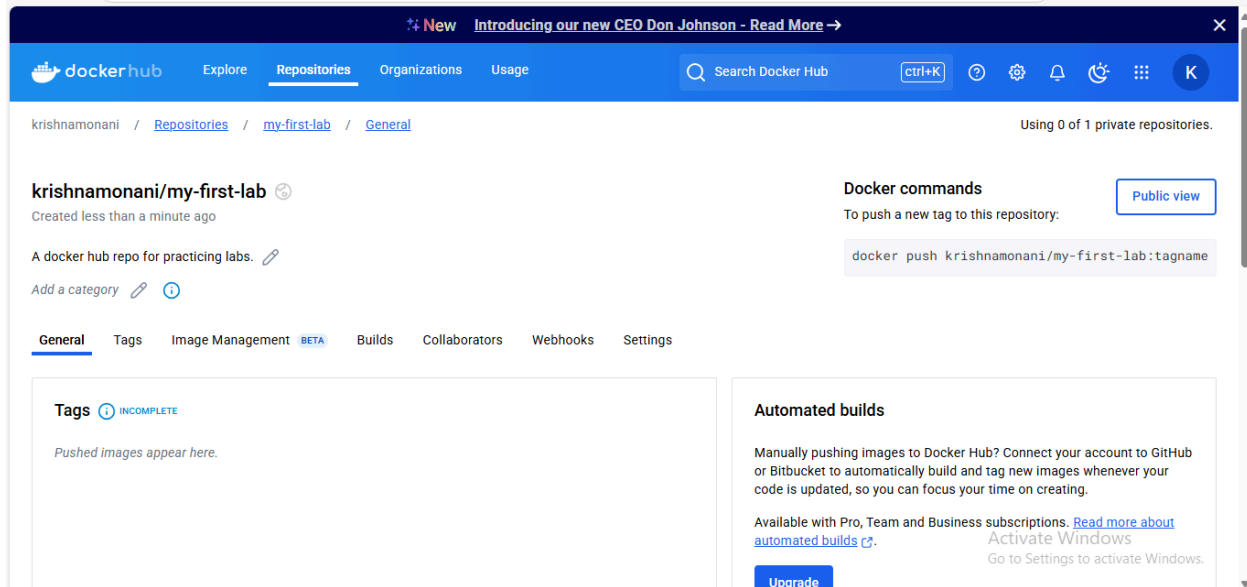 New Introducing our new CEO Don Johnson - Read More →
dockerhub Explore Repositories Organizations Usage Search Docker Hub ctrl+K K
krishnamonani / Repositories / my-first-lab / General Using 0 of 1 private repositories.
krishnamonani/my-first-lab
Created less than a minute ago
A docker hub repo for practicing labs.
Add a category
Docker commands
Public view
To push a new tag to this repository:
docker push krishnamonani/my-first-lab:tagname
General Tags Image Management BETA Builds Collaborators Webhooks Settings
Tags INCOMPLETE
Pushed images appear here.
Automated builds
Manually pushing images to Docker Hub? Connect your account to GitHub
or Bitbucket to automatically build and tag new images whenever your
code is updated, so you can focus your time on creating.
Available with Pro, Team and Business subscriptions. Read more about
automated builds.
Upgrade
Activate Windows
Go to Settings to activate Windows.